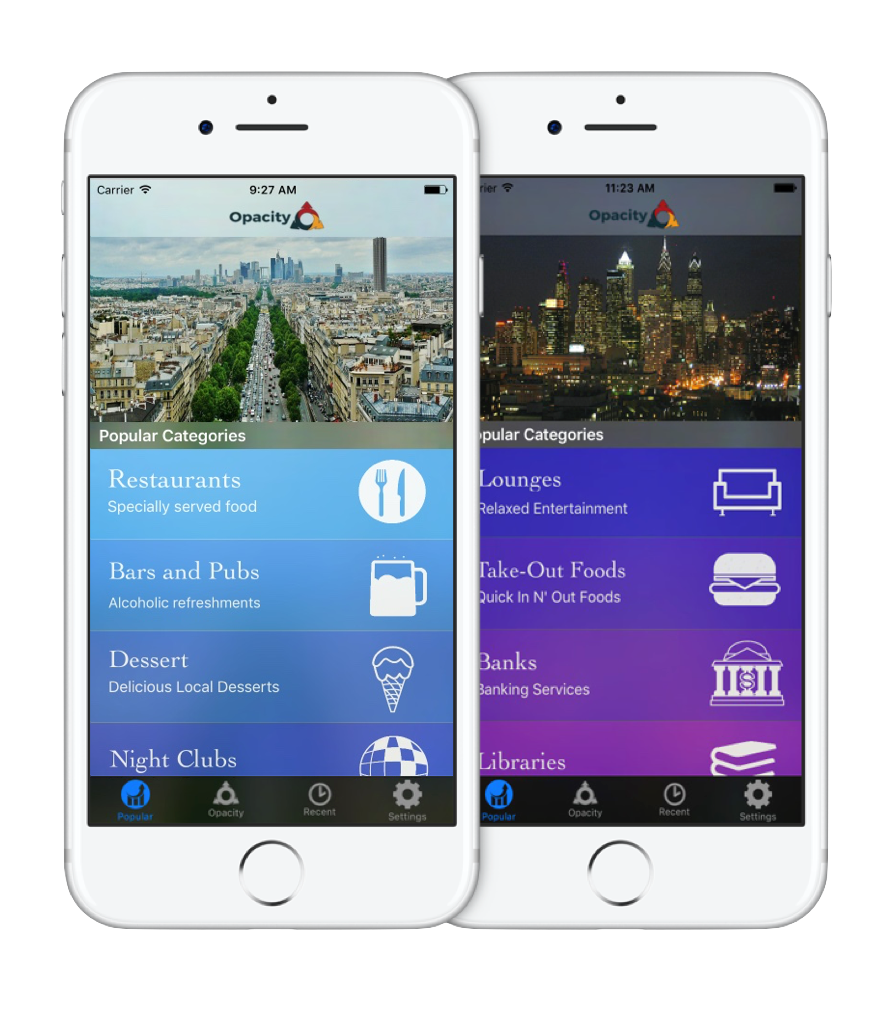 Carrier
9:27 AM
Opacity
Popular Categories
Restaurants
Specially served food
Bars and Pubs
Alcoholic refreshments
Dessert
Delicious Local Desserts
Night Clubs
Popular
Opacity
Recent
Settings
rier
11:23 AM
Opacity
opular Categories
Lounges
Relaxed Entertainment
Take-Out Foods
Quick In N' Out Foods
Banks
Banking Services
$
Libraries
Popular
Opacity
Recent
Settings